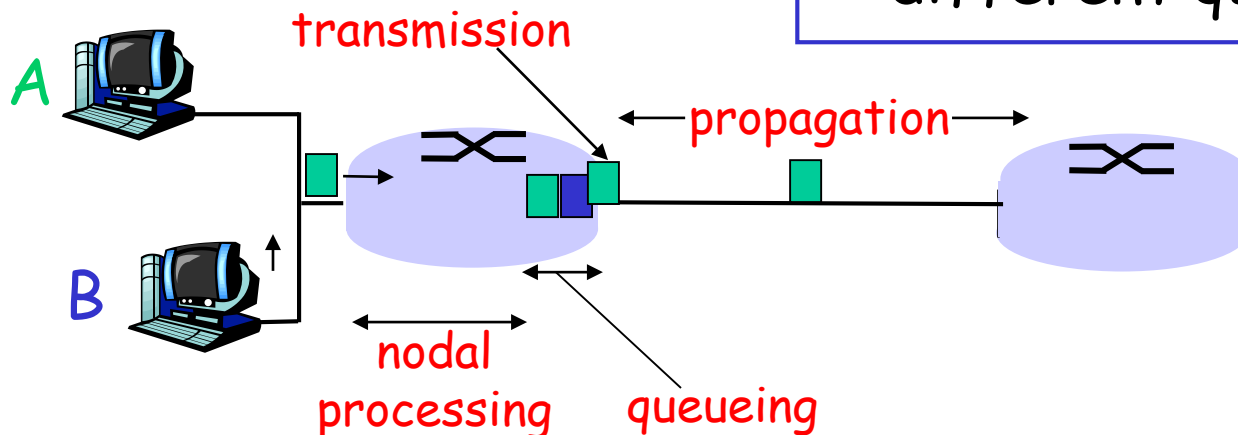 transmission
A
propagation
B
nodal
processing
queueing